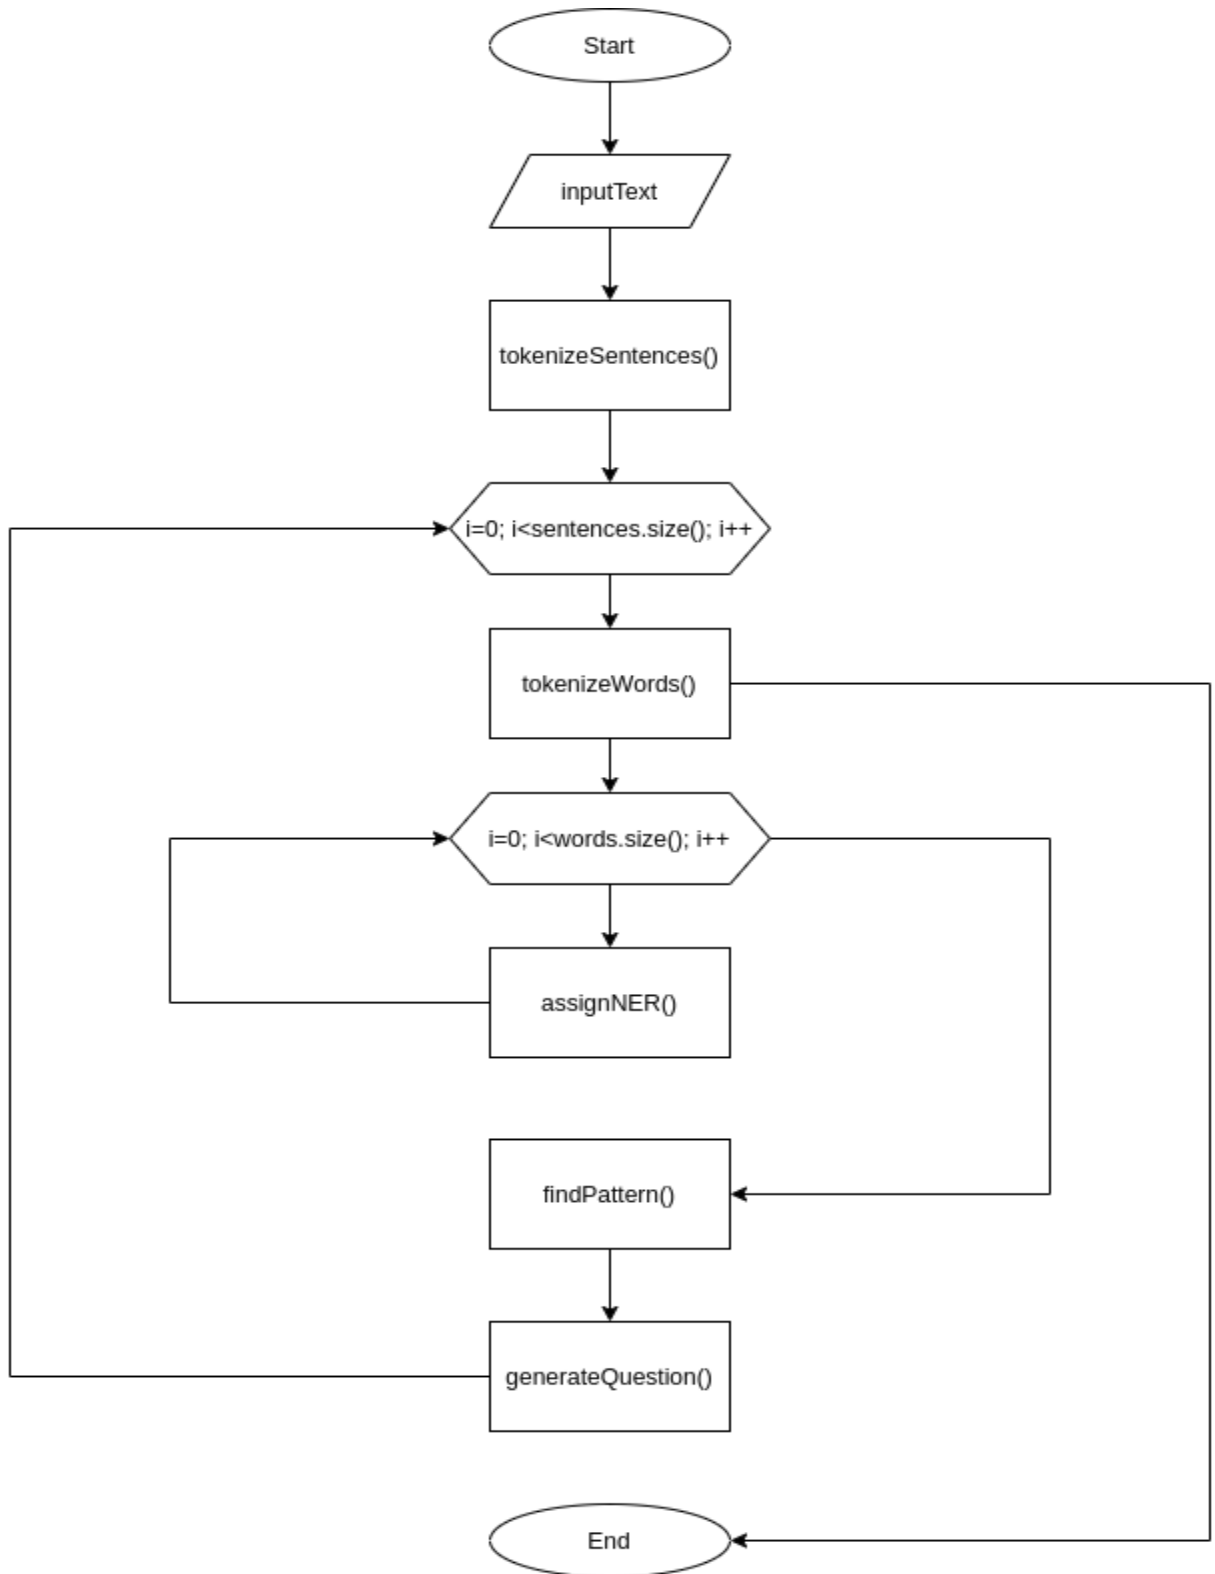 Start
inputText
tokenizeSentences()
i=0; i<sentences.size(); i++
tokenizeWords()
i=0; i<words.size(); i++
assignNER()
findPattern()
generateQuestion()
End